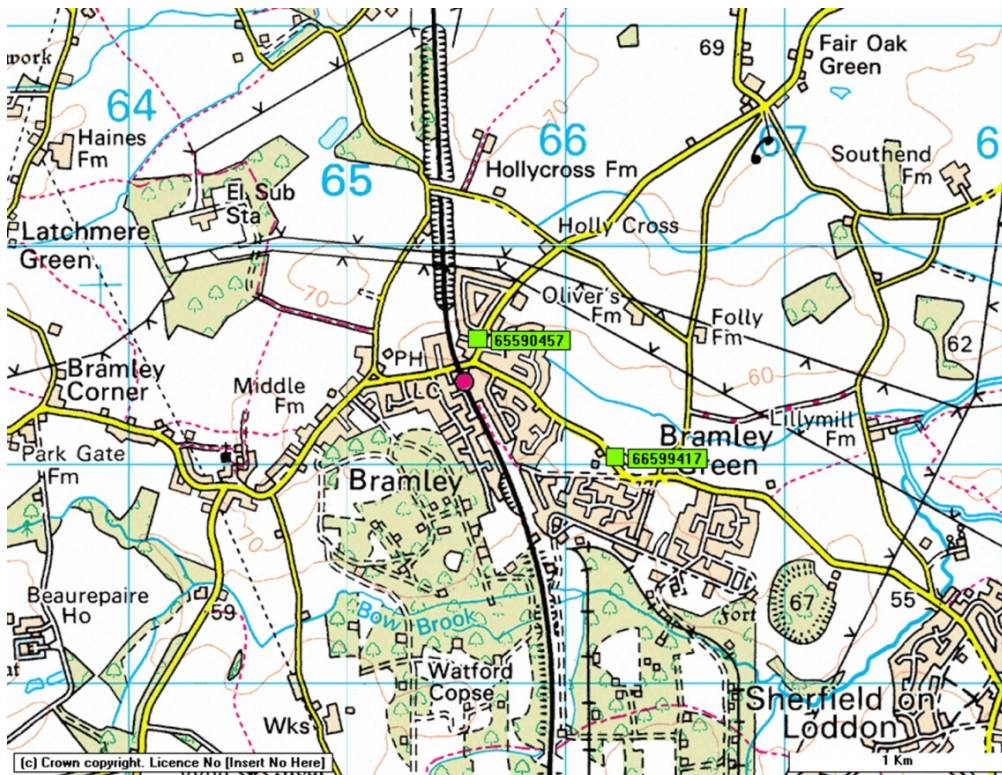 69
Fair Oak
Green
work
64
70
Haines
Fm
66
67
6
65
Hollycross Fm
Southend
Fm
El Sub
Sta
Latchmere
Green
Holly Cross
70
Oliver's
Fm
Folly
Fm
62
65590457
PH
Bramley
Corner
Middle
Fm
LC
60
Lillymill
Fm
Park Gate
Fm
66599417
Bramley
Green
Bramley
70
Beaurepaire
Ho
59
Bow Brook
67
55
Fort
Watford
Copse
Sherfield on
Loddon
Wks
(c) Crown copyright. Licence No [Insert No Here]
1 Km